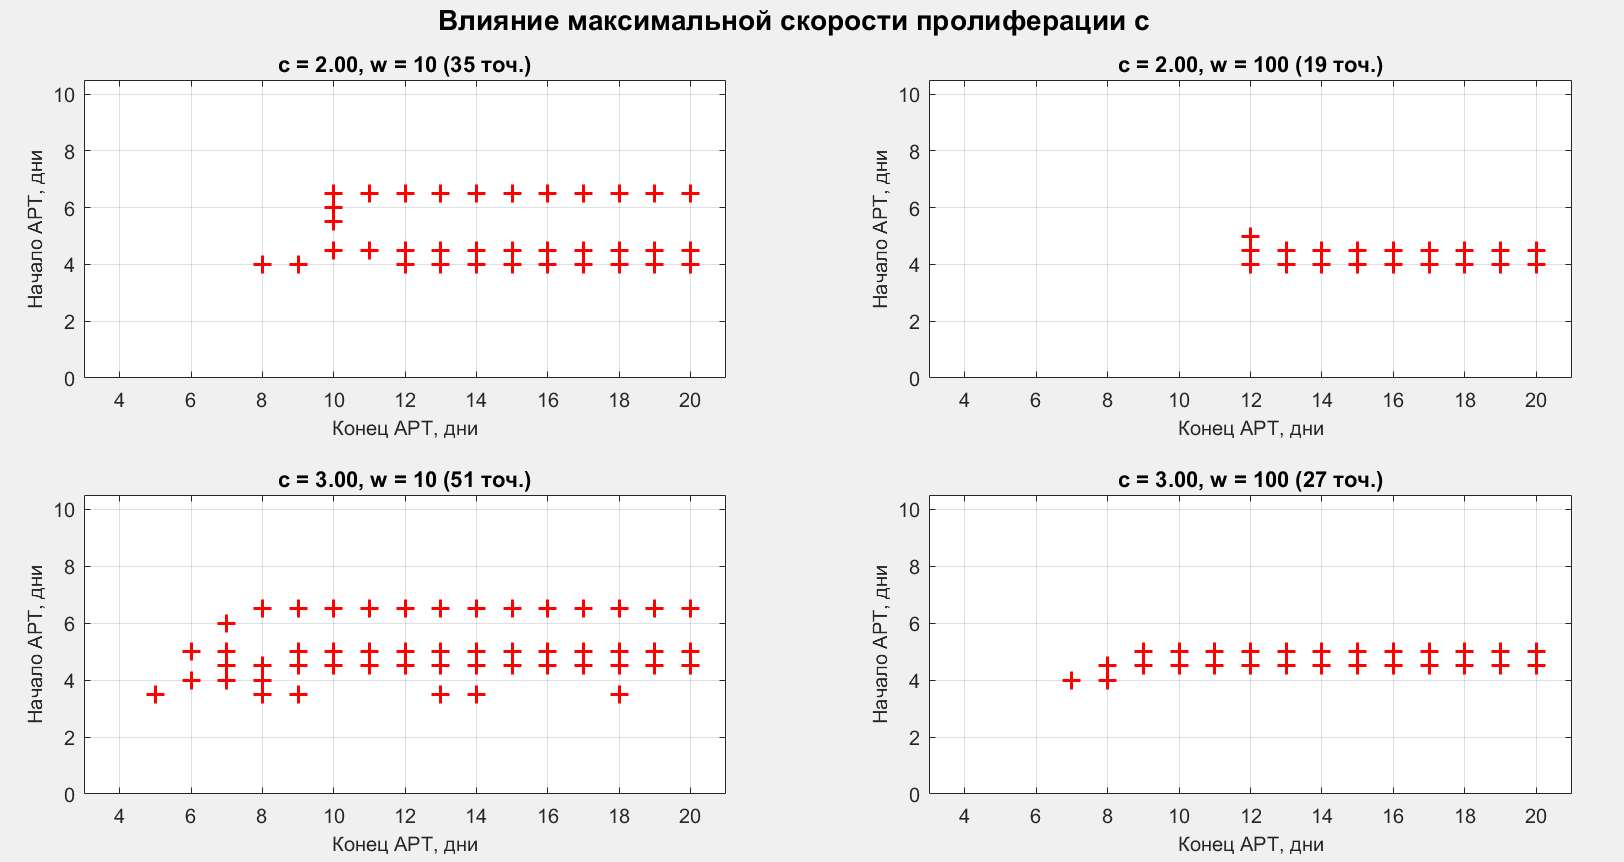 Влияние максимальной скорости пролиферации c
c = 2.00, w = 10 (35 точ.)
10
8
6
4
2
0
Начало АРТ, дни
4 6 8 10 12 14 16 18 20
Конец АРТ, дни
c = 2.00, w = 100 (19 точ.)
10
8
6
4
2
0
Начало АРТ, дни
4 6 8 10 12 14 16 18 20
Конец АРТ, дни
c = 3.00, w = 10 (51 точ.)
10
8
6
4
2
0
Начало АРТ, дни
4 6 8 10 12 14 16 18 20
Конец АРТ, дни
c = 3.00, w = 100 (27 точ.)
10
8
6
4
2
0
Начало АРТ, дни
4 6 8 10 12 14 16 18 20
Конец АРТ, дни